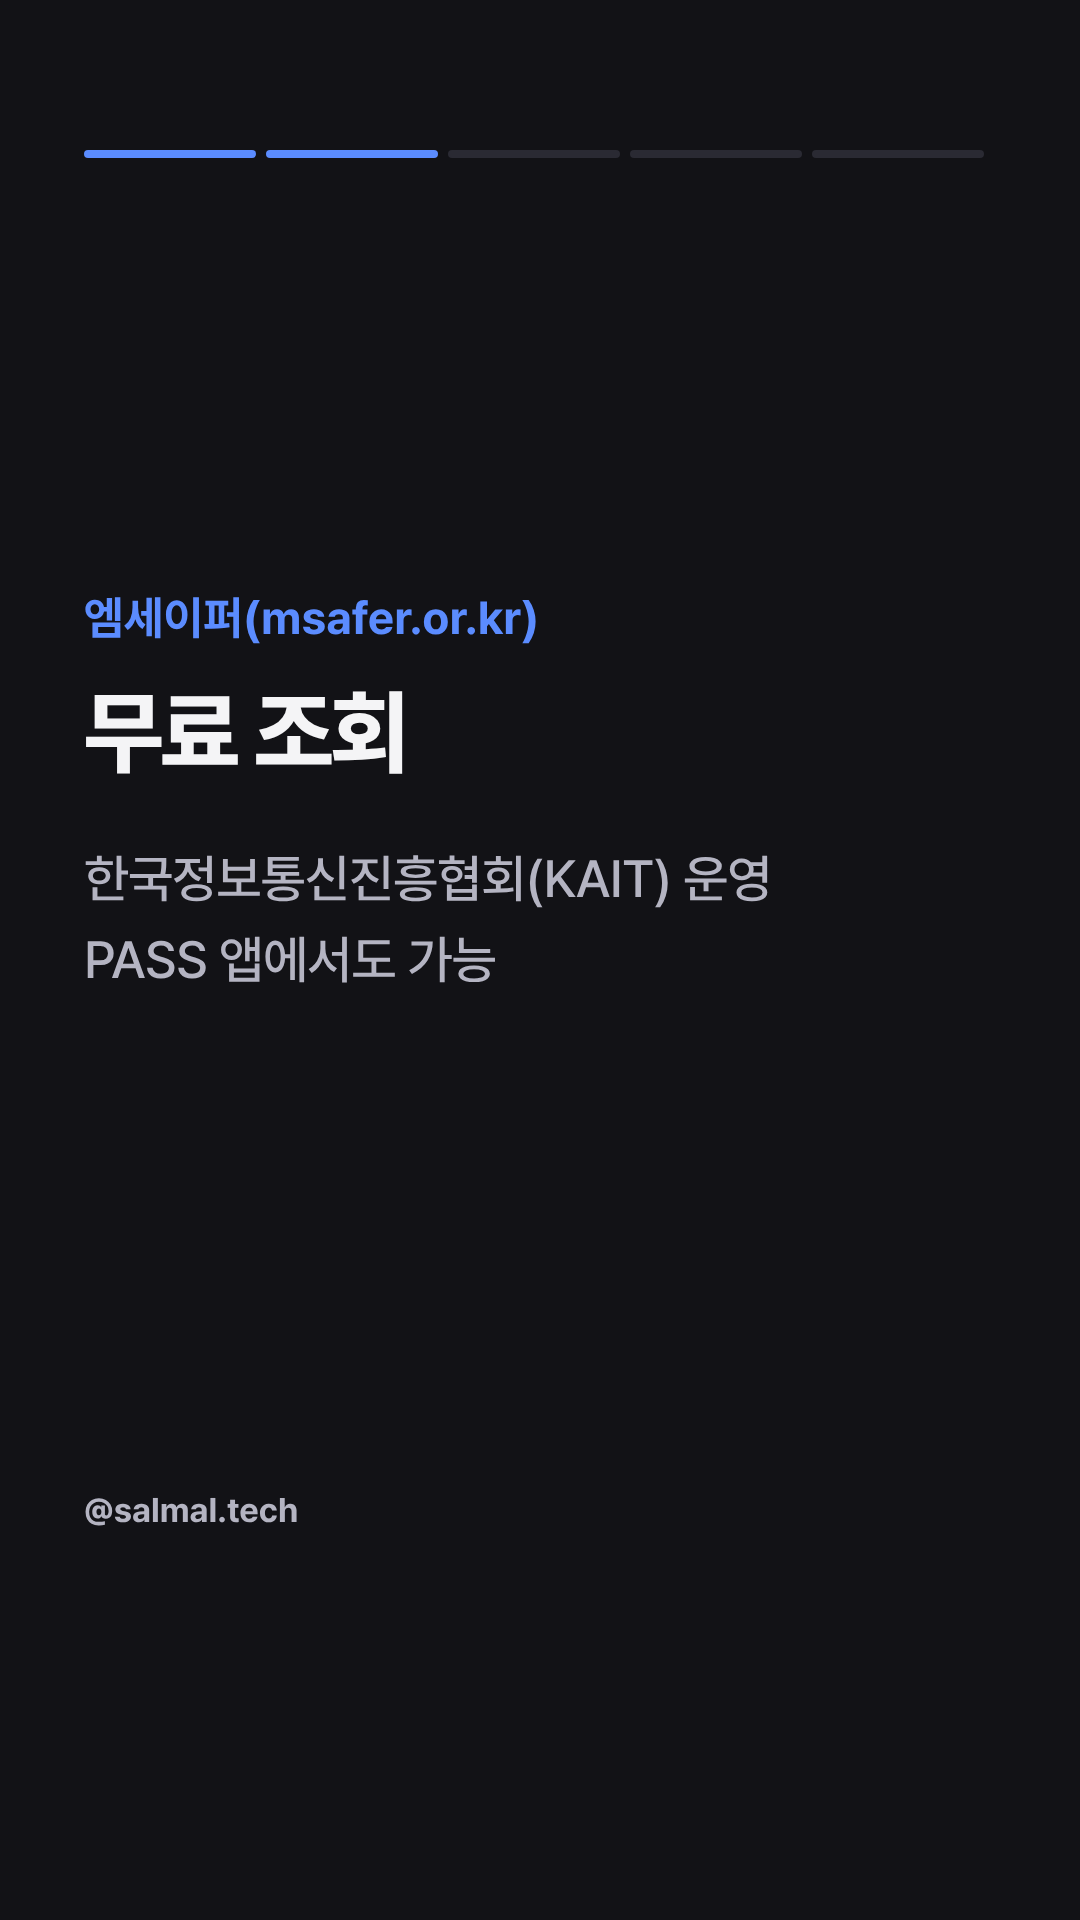 엠세이퍼(msafer.or.kr)
무료 조회
한국정보통신진흥협회(KAIT) 운영
PASS 앱에서도 가능
@salmal.tech